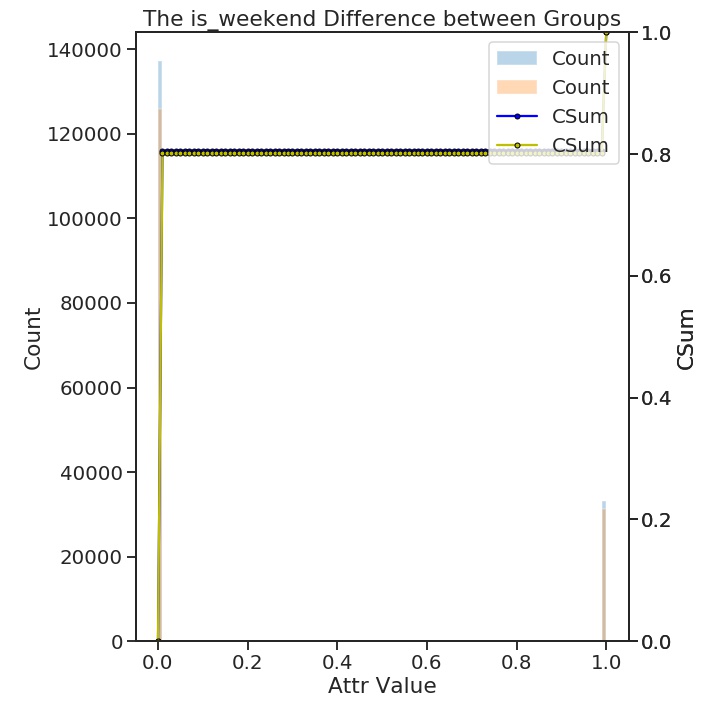 The is_weekend Difference between Groups
140000
120000
100000
80000
60000
40000
20000
0
Count
1.0
0.8
0.6
0.4
0.2
0.0
CSum
Count
Count
CSum
CSum
0.0 0.2 0.4 0.6 0.8 1.0
Attr Value